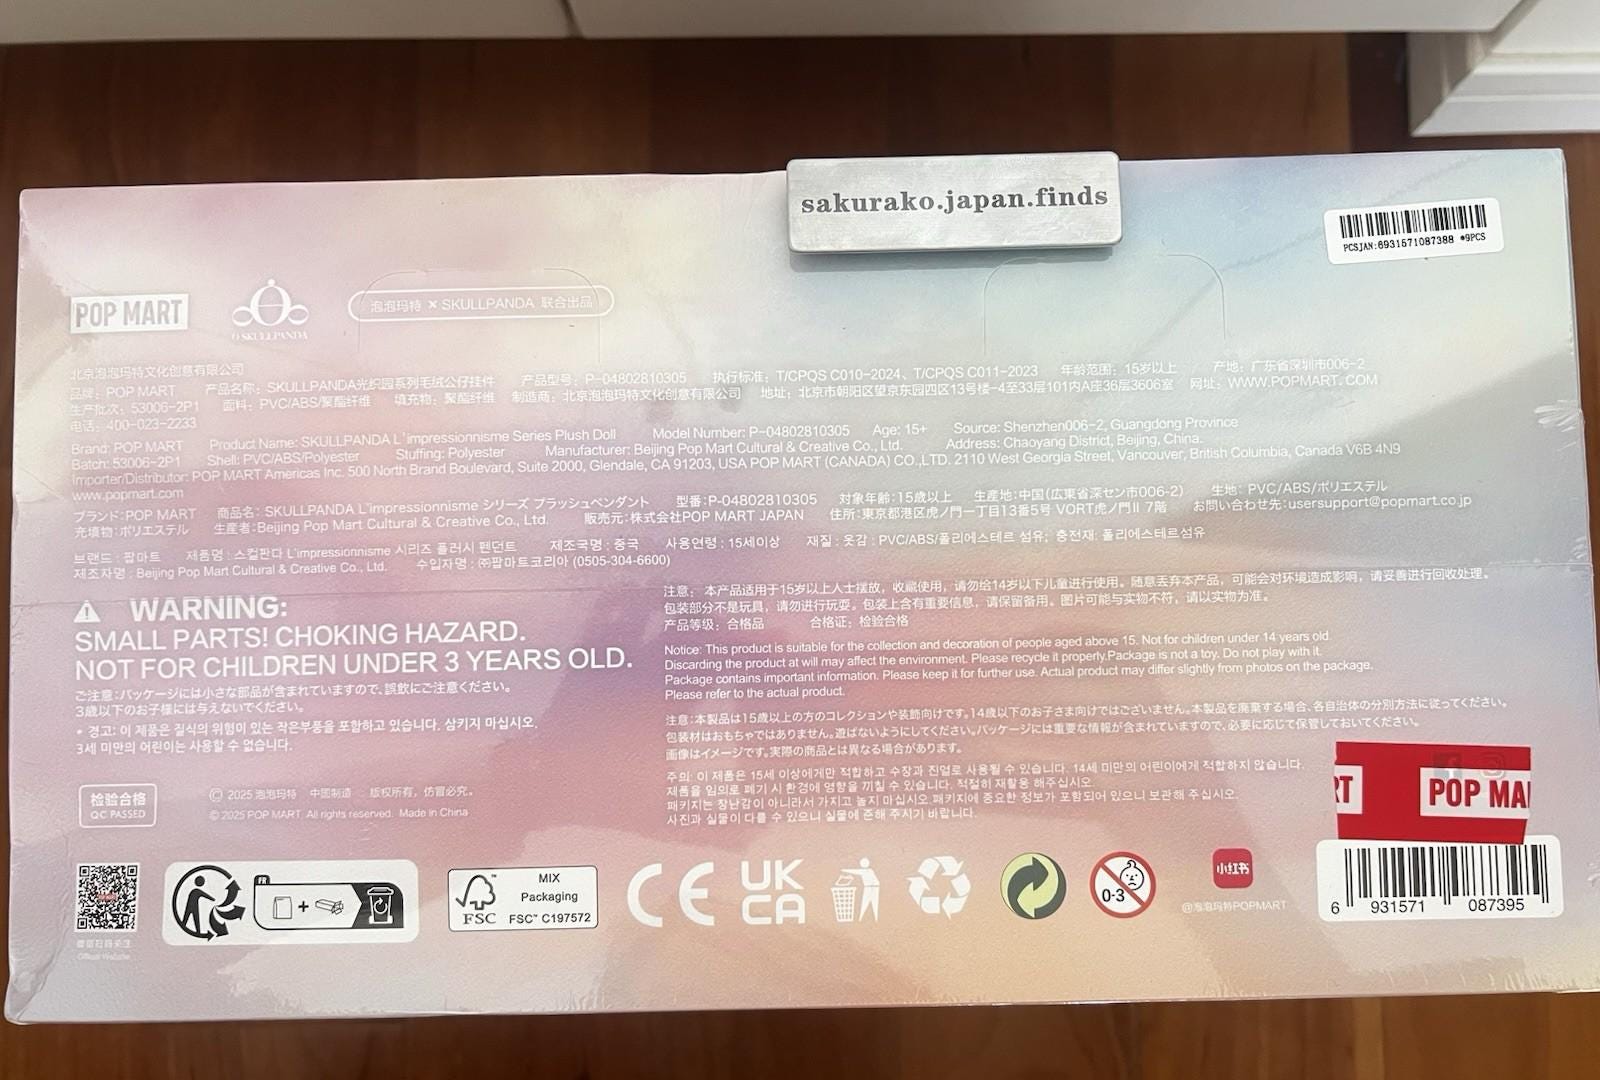 sakurako.japan.finds
PCSJAN:6931571087388 *9PCS
POP MART
SKULLPANDA
泡泡玛特 × SKULLPANDA 联合出品
北京泡泡玛特文化创意有限公司
品牌：POP MART 产品名称：SKULLPANDA光织园系列毛绒公仔挂件 产品型号：P-04802810305 执行标准：T/CPQS C010-2024、T/CPQS C011-2023 年龄范围：15岁以上 产地：广东省深圳市006-2
生产批次：53006-2P1 面料：PVC/ABS/聚酯纤维 填充物：聚酯纤维 制造商：北京泡泡玛特文化创意有限公司 地址：北京市朝阳区望京东园四区13号楼-4至33层101内A座36层3606室 网址：WWW.POPMART.COM
电话：400-023-2233
Brand: POP MART Product Name: SKULLPANDA L'impressionnisme Series Plush Doll Model Number: P-04802810305 Age: 15+ Source: Shenzhen006-2, Guangdong Province
Batch: 53006-2P1 Shell: PVC/ABS/Polyester Stuffing: Polyester Manufacturer: Beijing Pop Mart Cultural & Creative Co., Ltd. Address: Chaoyang District, Beijing, China.
Importer/Distributor: POP MART Americas Inc. 500 North Brand Boulevard, Suite 2000, Glendale, CA 91203, USA POP MART (CANADA) CO.,LTD. 2110 West Georgia Street, Vancouver, British Columbia, Canada V6B 4N9
www.popmart.com
ブランド：POP MART 商品名：SKULLPANDA L'impressionnisme シリーズ プラッシュペンダント 型番：P-04802810305 対象年齢：15歳以上 生産地：中国(広東省深セン市006-2) 生地：PVC/ABS/ポリエステル
充填物：ポリエステル 生産者：Beijing Pop Mart Cultural & Creative Co., Ltd. 販売元：株式会社POP MART JAPAN 住所：東京都港区虎ノ門一丁目13番5号 VORT虎ノ門II 7階 お問い合わせ先：usersupport@popmart.co.jp
브랜드 : 팝마트 제품명 : 스컬판다 L'impressionnisme 시리즈 플러시 펜던트 제조국명 : 중국 사용연령 : 15세이상 재질 : 옷감 : PVC/ABS/폴리에스테르 섬유; 충전재: 폴리에스테르섬유
제조자명 : Beijing Pop Mart Cultural & Creative Co., Ltd. 수입자명 : ㈜팝마트코리아 (0505-304-6600)
WARNING:
SMALL PARTS! CHOKING HAZARD.
NOT FOR CHILDREN UNDER 3 YEARS OLD.
ご注意：パッケージには小さな部品が含まれていますので、誤飲にご注意ください。
3歳以下のお子様には与えないでください。
• 경고: 이 제품은 질식의 위험이 있는 작은부품을 포함하고 있습니다. 삼키지 마십시오.
3세 미만의 어린이는 사용할 수 없습니다.
注意：本产品适用于15岁以上人士摆放，收藏使用，请勿给14岁以下儿童进行使用。随意丢弃本产品，可能会对环境造成影响，请妥善进行回收处理。
包装部分不是玩具，请勿进行玩耍。包装上含有重要信息，请保留备用。图片可能与实物不符，请以实物为准。
产品等级：合格品 合格证：检验合格
Notice: This product is suitable for the collection and decoration of people aged above 15. Not for children under 14 years old.
Discarding the product at will may affect the environment. Please recycle it properly.Package is not a toy. Do not play with it.
Package contains important information. Please keep it for further use. Actual product may differ slightly from photos on the package.
Please refer to the actual product.
注意：本製品は15歳以上の方のコレクションや装飾向けです。14歳以下のお子さま向けではございません。本製品を廃棄する場合、各自治体の分別方法に従ってください。
包装材はおもちゃではありません。遊ばないようにしてください。パッケージには重要な情報が含まれていますので、必要に応じて保管しておいてください。
画像はイメージです。実際の商品とは異なる場合があります。
주의: 이 제품은 15세 이상에게만 적합하고 수장과 진열로 사용될 수 있습니다. 14세 미만의 어린이에게 적합하지 않습니다.
제품을 임의로 폐기 시 환경에 영향을 끼칠 수 있습니다. 적절히 재활용 해주십시오.
패키지는 장난감이 아니라서 가지고 놀지 마십시오 패키지에 중요한 정보가 포함되어 있으니 보관해 주십시오.
사진과 실물이 다를 수 있으니 실물에 준해 주시기 바랍니다.
检验合格
QC PASSED
© 2025 泡泡玛特 中国制造 版权所有，仿冒必究。
© 2025 POP MART. All rights reserved. Made in China
RT POP MA
Official Website
FR
FSC
MIX
Packaging
FSC™ C197572
CE
UK
CA
0-3
小红书
@泡泡玛特POPMART
6 931571 087395